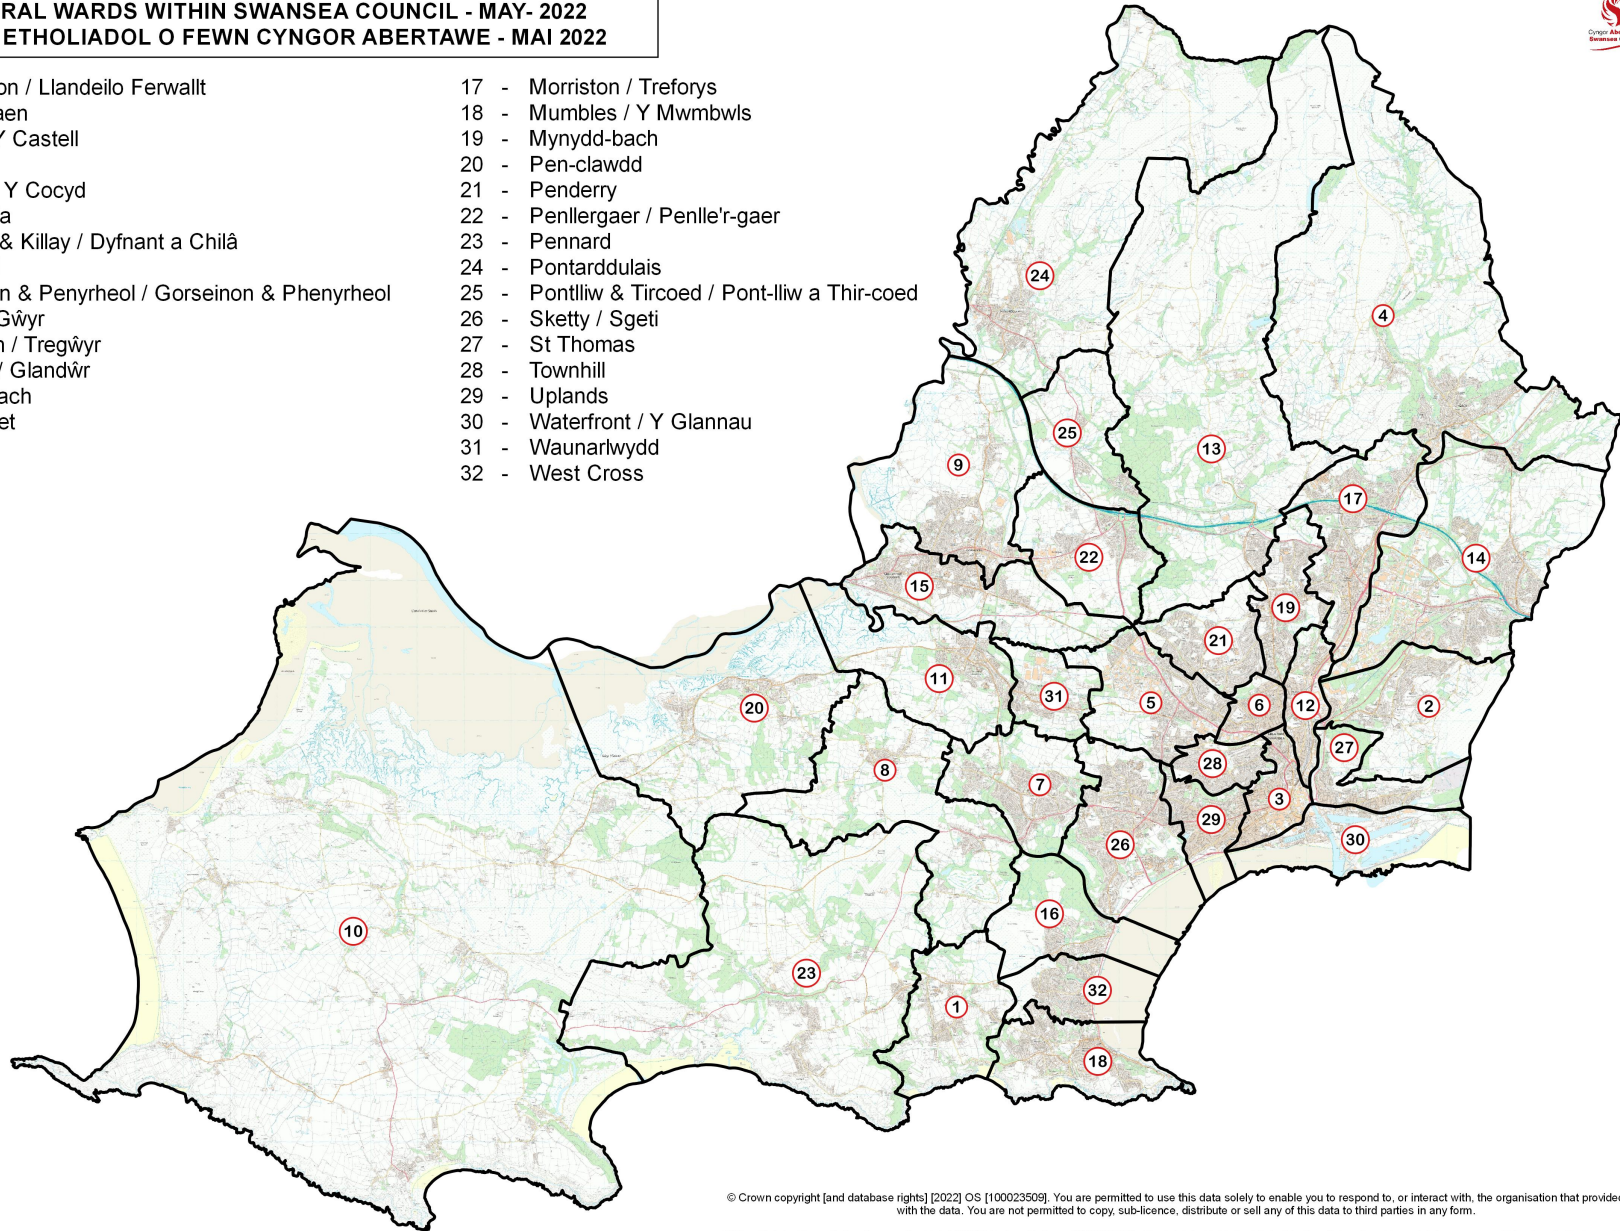 RAL WARDS WITHIN SWANSEA COUNCIL - MAY- 2022
ETHOLIADOL O FEWN CYNGOR ABERTAWE - MAI 2022
on / Llandeilo Ferwallt
aen
Y Castell
Y Cocyd
a
& Killay / Dyfnant a Chilâ
n & Penyrheol / Gorseinon & Phenyrheol
Gŵyr
n / Tregŵyr
/ Glandŵr
ach
et
17 - Morriston / Treforys
18 - Mumbles / Y Mwmbwls
19 - Mynydd-bach
20 - Pen-clawdd
21 - Penderry
22 - Penllergaer / Penlle'r-gaer
23 - Pennard
24 - Pontarddulais
25 - Pontlliw & Tircoed / Pont-lliw a Thir-coed
26 - Sketty / Sgeti
27 - St Thomas
28 - Townhill
29 - Uplands
30 - Waterfront / Y Glannau
31 - Waunarlwydd
32 - West Cross
24
4
25
13
9
17
22
14
15
19
21
11
31
20
5
6
12
2
27
8
28
7
3
29
30
26
16
10
23
32
1
18
© Crown copyright [and database rights] [2022] OS [100023509]. You are permitted to use this data solely to enable you to respond to, or interact with, the organisation that provide
with the data. You are not permitted to copy, sub-licence, distribute or sell any of this data to third parties in any form.